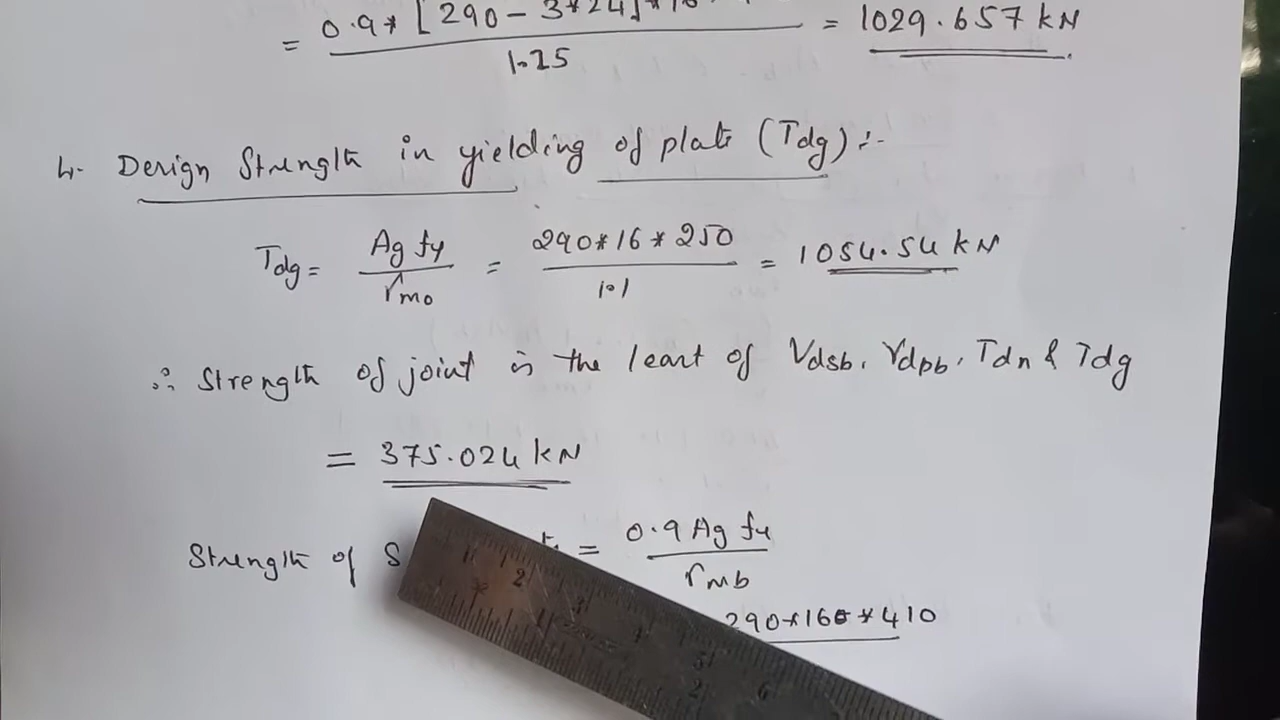 0.9* [290 - 3*24]*16
= ‾‾‾‾‾‾ = 1029.657 kN
1.25
4. Design Strength in yielding of plate (Tdg) :-
Tdg = Ag fy / γmo = 290*16*250 / 1.1 = 1054.54 kN
∴ Strength of joint is the least of Vdsb, Vdpb, Tdn & Tdg
= 375.024 kN
Strength of S = 0.9 Ag fu / γmb
290*16*410